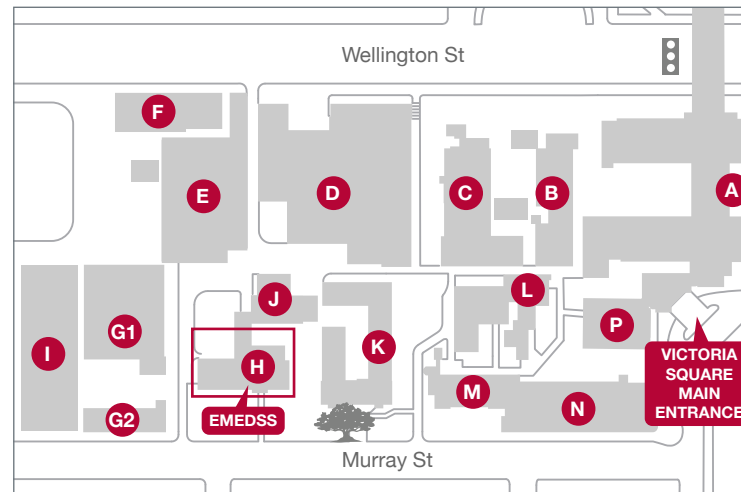 Wellington St
F
E
D
C
B
A
J
L
I
G1
K
P
H
M
N
G2
EMEDSS
VICTORIA
SQUARE
MAIN
ENTRANCE
Murray St